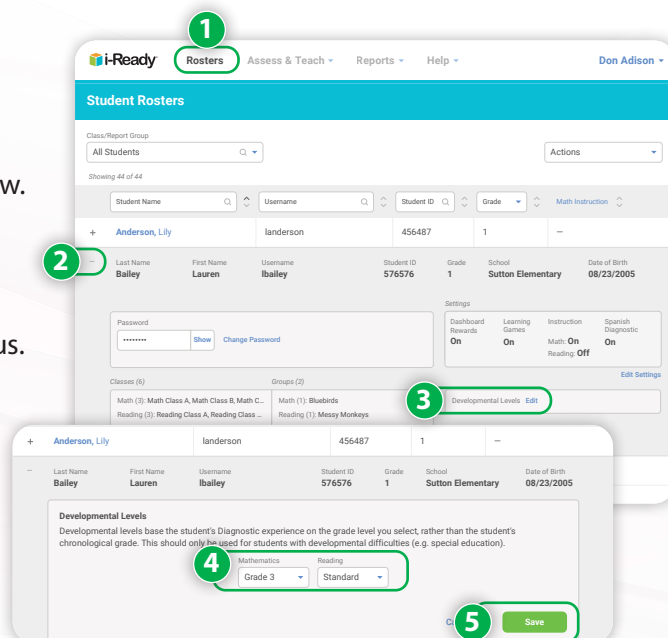 1
i-Ready Rosters Assess & Teach Reports Help Don Adison
Student Rosters
w.
us.
Class/Report Group
All Students Actions
Showing 44 of 44
Student Name Username Student ID Grade Math Instruction
+ Anderson, Lily landerson 456487 1 –
2
– Last Name First Name Username Student ID Grade School Date of Birth
Bailey Lauren lbailey 576576 1 Sutton Elementary 08/23/2005
Settings
Password
•••••••• Show Change Password
Dashboard Rewards
On
Learning Games
On
Instruction
Math: On
Reading: Off
Spanish Diagnostic
On
Edit Settings
Classes (6) Groups (2)
Math (3): Math Class A, Math Class B, Math C... Math (1): Bluebirds
Reading (3): Reading Class A, Reading Class ... Reading (1): Messy Monkeys
3
Developmental Levels Edit
+ Anderson, Lily landerson 456487 1 –
– Last Name First Name Username Student ID Grade School Date of Birth
Bailey Lauren lbailey 576576 1 Sutton Elementary 08/23/2005
Developmental Levels
Developmental levels base the student's Diagnostic experience on the grade level you select, rather than the student's
chronological grade. This should only be used for students with developmental difficulties (e.g. special education).
4
Mathematics Reading
Grade 3 Standard
5
Save